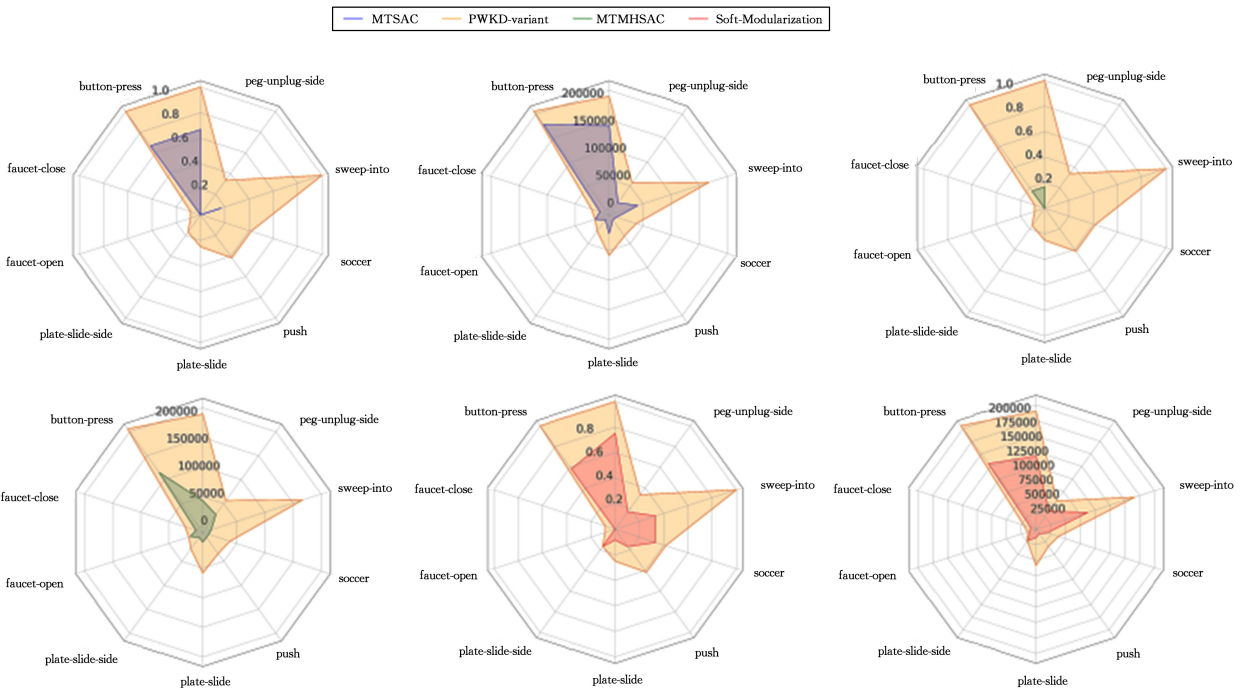 MTSAC PWKD-variant MTMHSAC Soft-Modularization
button-press 1.0 peg-unplug-side
0.8
0.6
faucet-close 0.4 sweep-into
0.2
faucet-open soccer
plate-slide-side push
plate-slide
button-press 200000 peg-unplug-side
150000
100000
faucet-close 50000 sweep-into
0
faucet-open soccer
plate-slide-side push
plate-slide
button-press 1.0 peg-unplug-side
0.8
0.6
faucet-close 0.4 sweep-into
0.2
faucet-open soccer
plate-slide-side push
plate-slide
button-press 200000 peg-unplug-side
150000
100000
faucet-close 50000 sweep-into
0
faucet-open soccer
plate-slide-side push
plate-slide
button-press peg-unplug-side
0.8
0.6
faucet-close 0.4 sweep-into
0.2
faucet-open soccer
plate-slide-side push
plate-slide
button-press 200000 peg-unplug-side
175000
150000
125000
100000
faucet-close 75000 sweep-into
50000
25000
faucet-open soccer
plate-slide-side push
plate-slide